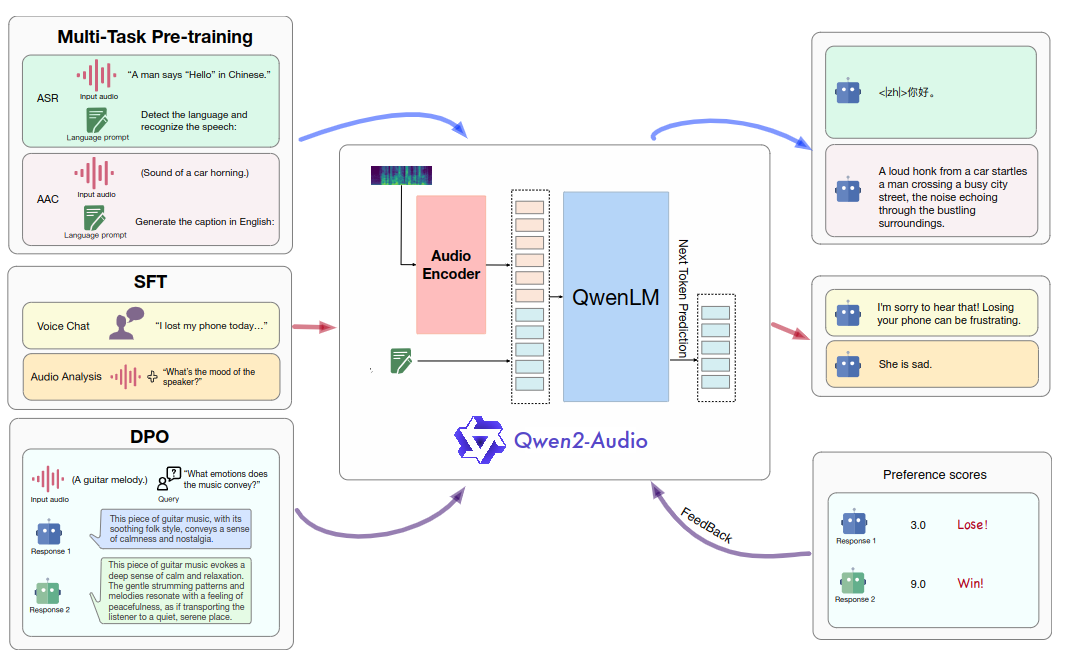 Multi-Task Pre-training
ASR
Input audio
“A man says “Hello” in Chinese.”
Language prompt
Detect the language and
recognize the speech:
AAC
Input audio
(Sound of a car horning.)
Language prompt
Generate the caption in English:
SFT
Voice Chat
“I lost my phone today…”
Audio Analysis
“What’s the mood of the
speaker?”
DPO
Input audio
(A guitar melody.)
?
Query
“What emotions does
the music convey?”
Response 1
This piece of guitar music, with its
soothing folk style, conveys a sense
of calmness and nostalgia.
Response 2
This piece of guitar music evokes a
deep sense of calm and relaxation.
The gentle strumming patterns and
melodies resonate with a feeling of
peacefulness, as if transporting the
listener to a quiet, serene place.
Audio
Encoder
QwenLM
Next Token Prediction
Qwen2-Audio
<|zh|>你好。
A loud honk from a car startles
a man crossing a busy city
street, the noise echoing
through the bustling
surroundings.
I’m sorry to hear that! Losing
your phone can be frustrating.
She is sad.
FeedBack
Preference scores
Response 1
3.0
Lose!
Response 2
9.0
Win!